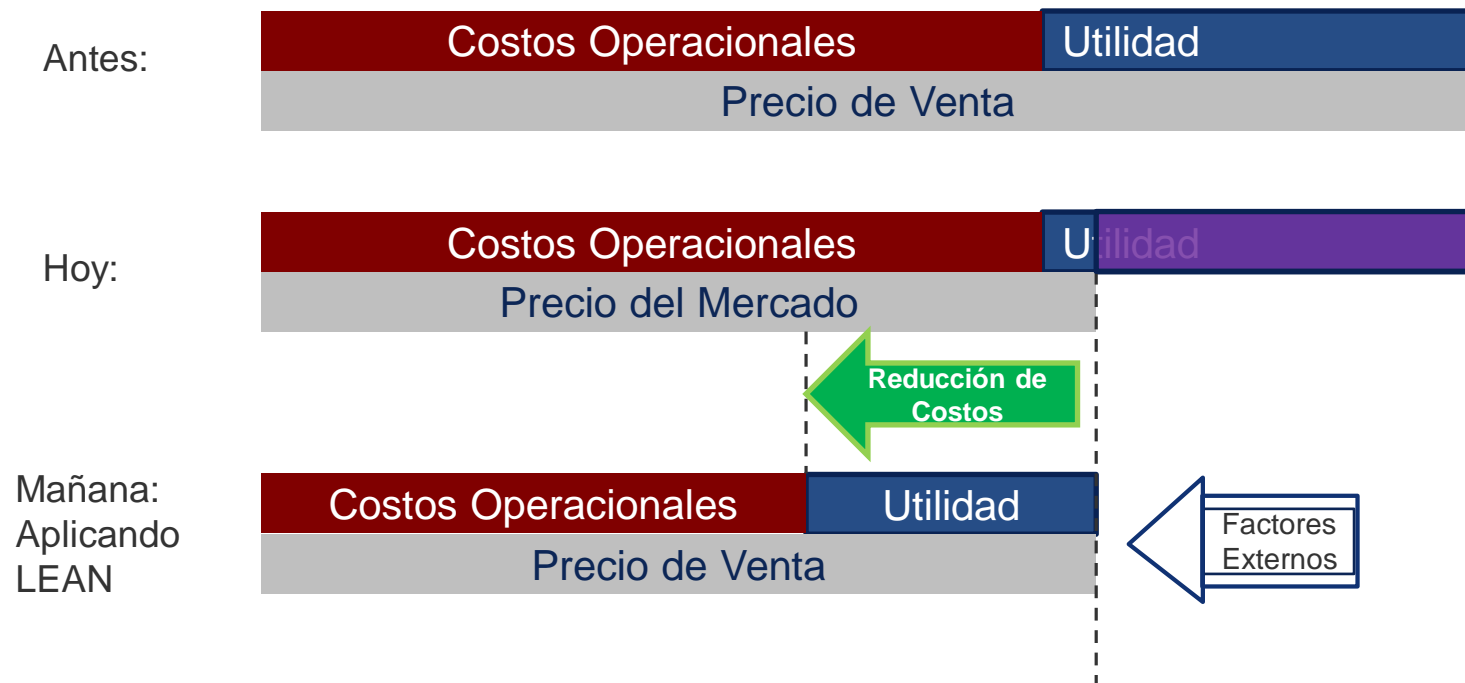 Antes:
Costos Operacionales
Utilidad
Precio de Venta
Hoy:
Costos Operacionales
Utilidad
Precio del Mercado
Reducción de
Costos
Mañana:
Aplicando
LEAN
Costos Operacionales
Utilidad
Precio de Venta
Factores
Externos